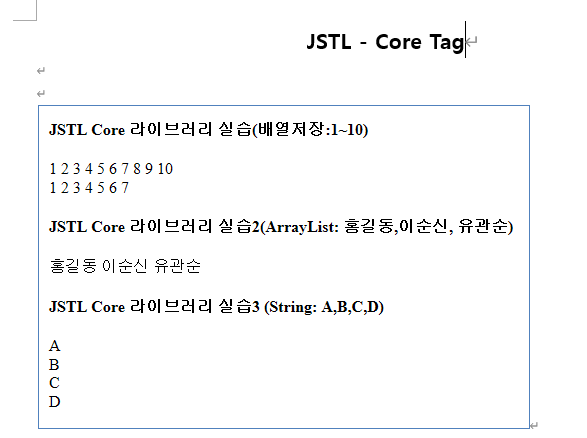 JSTL - Core Tag
JSTL Core 라이브러리 실습(배열저장:1~10)
1 2 3 4 5 6 7 8 9 10
1 2 3 4 5 6 7
JSTL Core 라이브러리 실습2(ArrayList: 홍길동,이순신, 유관순)
홍길동 이순신 유관순
JSTL Core 라이브러리 실습3 (String: A,B,C,D)
A
B
C
D